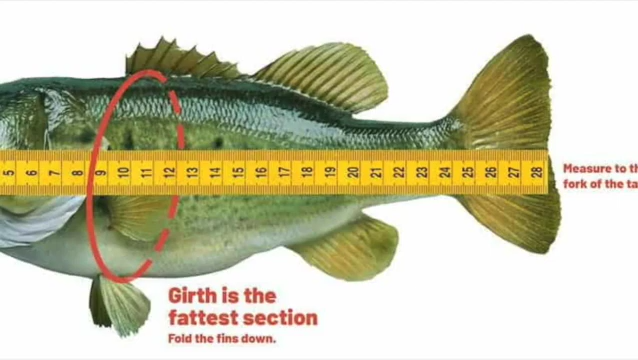 5 6 7 8 9 10 11 12 13 14 15 16 17 18 19 20 21 22 23 24 25 26 27 28
Measure to th
fork of the ta
Girth is the
fattest section
Fold the fins down.